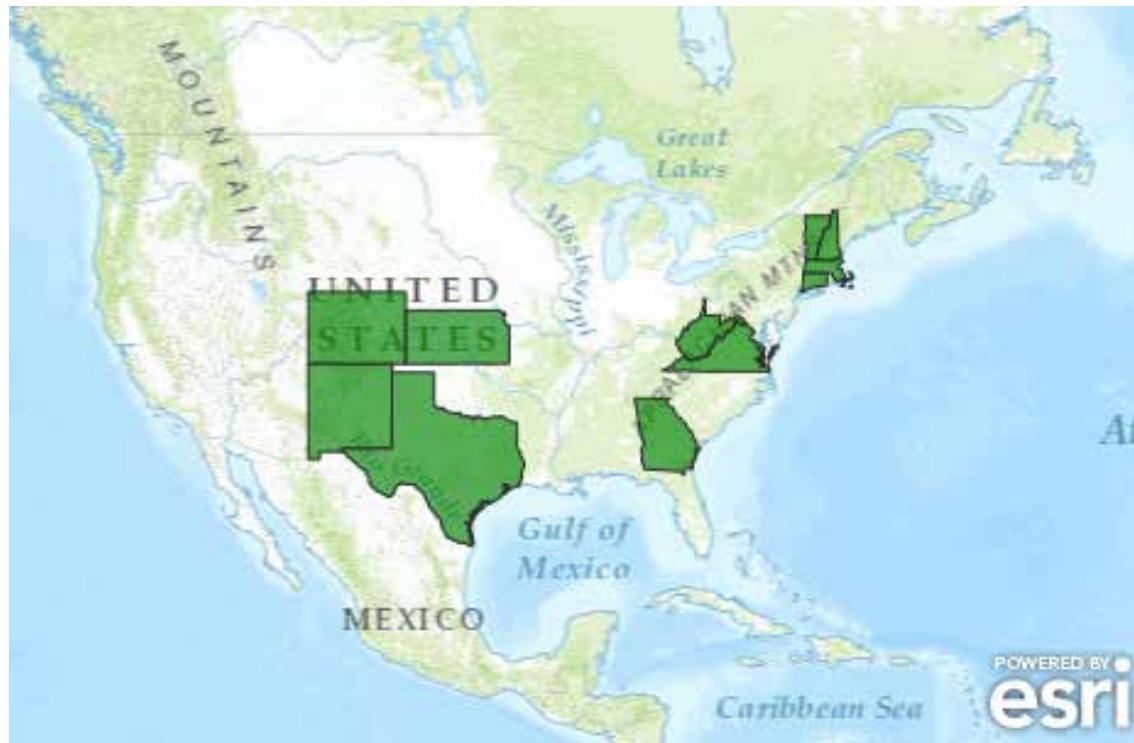 MOUNTAINS
Great
Lakes
Mississippi
UNITED
STATES
Gulf of
Mexico
MEXICO
Caribbean Sea
POWERED BY
esri